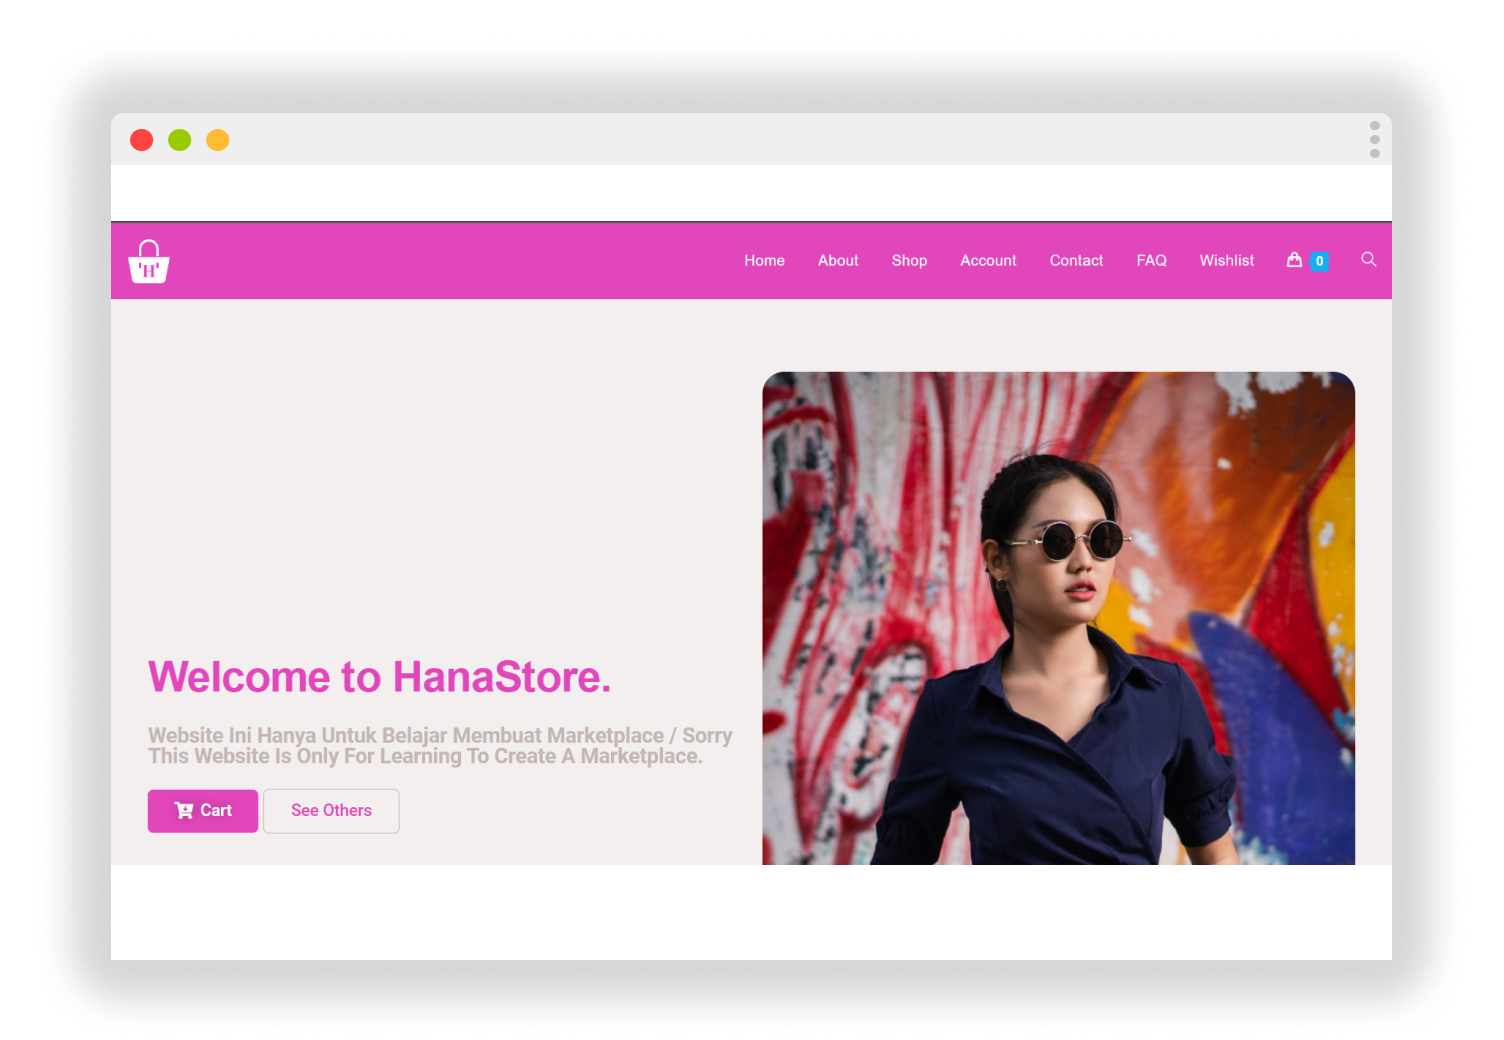 'H'
Home About Shop Account Contact FAQ Wishlist 0
Welcome to HanaStore.
Website Ini Hanya Untuk Belajar Membuat Marketplace / Sorry
This Website Is Only For Learning To Create A Marketplace.
Cart See Others